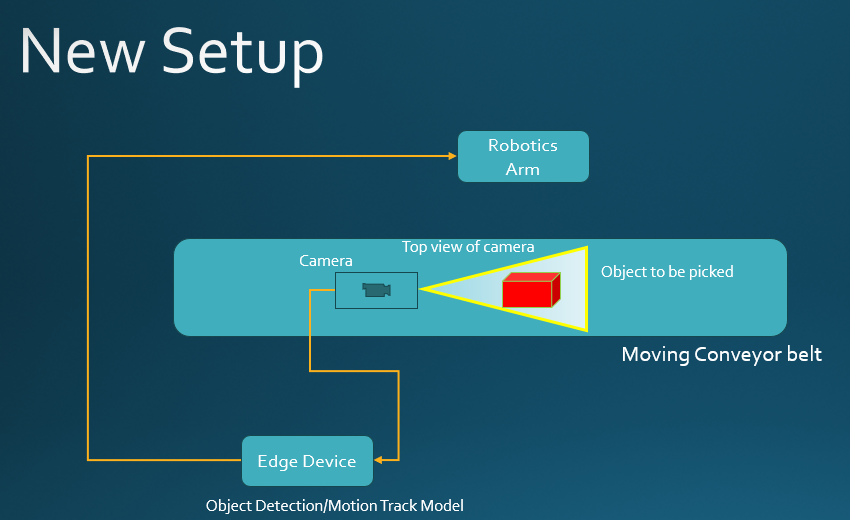 New Setup
Robotics
Arm
Top view of camera
Camera
Object to be picked
Moving Conveyor belt
Edge Device
Object Detection/Motion Track Model